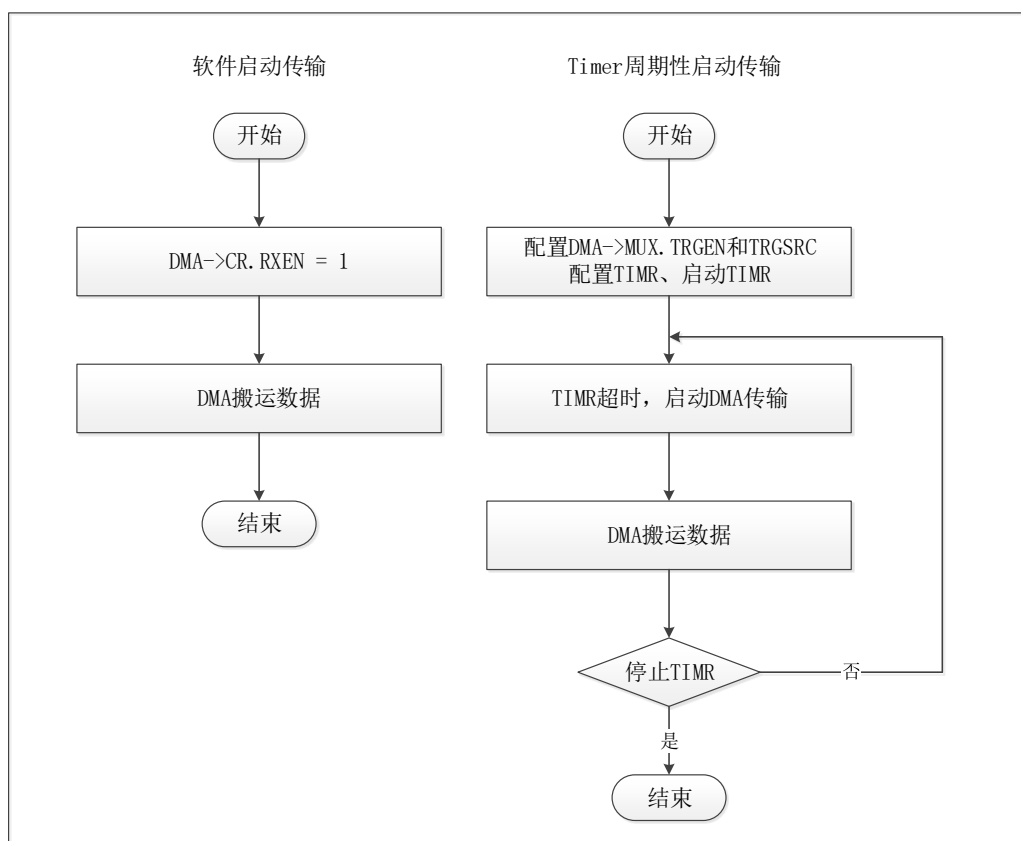 软件启动传输
开始
DMA->CR.RXEN = 1
DMA搬运数据
结束
Timer周期性启动传输
开始
配置DMA->MUX.TRGEN和TRGSRC
配置TIMR、启动TIMR
TIMR超时，启动DMA传输
DMA搬运数据
停止TIMR
否
是
结束